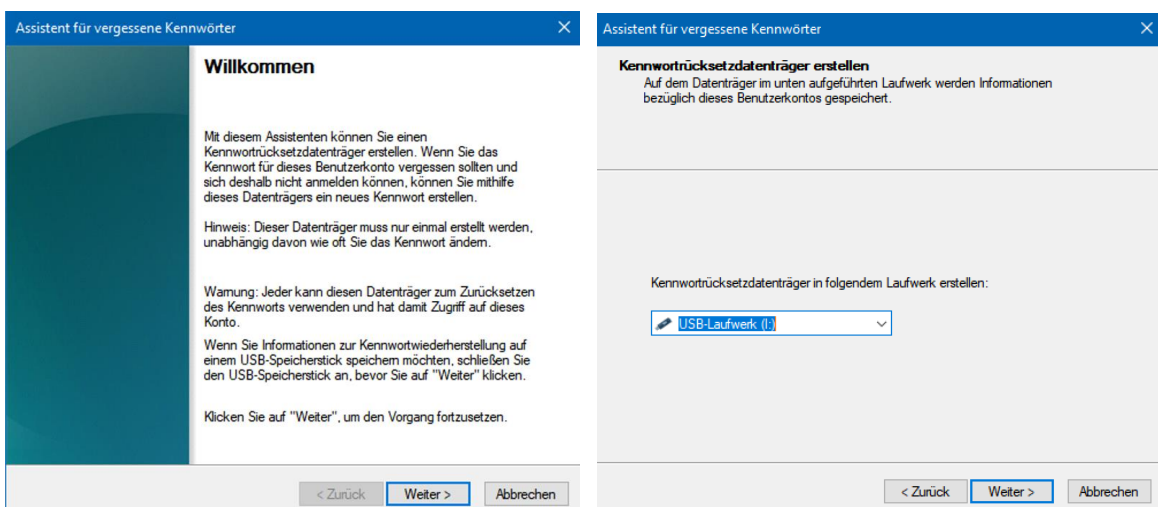 Assistent für vergessene Kennwörter
Willkommen
Mit diesem Assistenten können Sie einen
Kennwortrücksetzdatenträger erstellen. Wenn Sie das
Kennwort für dieses Benutzerkonto vergessen sollten und
sich deshalb nicht anmelden können, können Sie mithilfe
dieses Datenträgers ein neues Kennwort erstellen.
Hinweis: Dieser Datenträger muss nur einmal erstellt werden,
unabhängig davon wie oft Sie das Kennwort ändern.
Warnung: Jeder kann diesen Datenträger zum Zurücksetzen
des Kennworts verwenden und hat damit Zugriff auf dieses
Konto.
Wenn Sie Informationen zur Kennwortwiederherstellung auf
einem USB-Speicherstick speichern möchten, schließen Sie
den USB-Speicherstick an, bevor Sie auf "Weiter" klicken.
Klicken Sie auf "Weiter", um den Vorgang fortzusetzen.
< Zurück Weiter > Abbrechen
Assistent für vergessene Kennwörter
Kennwortrücksetzdatenträger erstellen
Auf dem Datenträger im unten aufgeführten Laufwerk werden Informationen
bezüglich dieses Benutzerkontos gespeichert.
Kennwortrücksetzdatenträger in folgendem Laufwerk erstellen:
USB-Laufwerk (I:)
< Zurück Weiter > Abbrechen